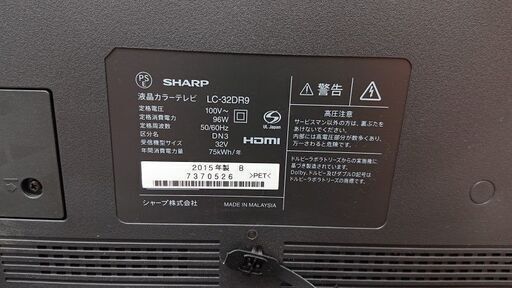 PS
E
SHARP
液晶カラーテレビ LC-32DR9
定格電圧 100V~
定格消費電力 96W
定格周波数 50/60Hz
区分名 DN3
受信機型サイズ 32V
年間消費電力量 75kWh/年
UL Japan
HDMI
2015年製 B
7370526
>PET<
シャープ株式会社
MADE IN MALAYSIA
警告
高圧注意
サービスマン以外の方は、裏ぶたを
あけないでください。
内部には高圧部分が数多くあり、
万一さわると危険です。
ドルビーラボラトリーズからの実施権に
基づき製造されています。
Dolby、ドルビー及びダブルD記号は
ドルビーラボラトリーズの商標です。